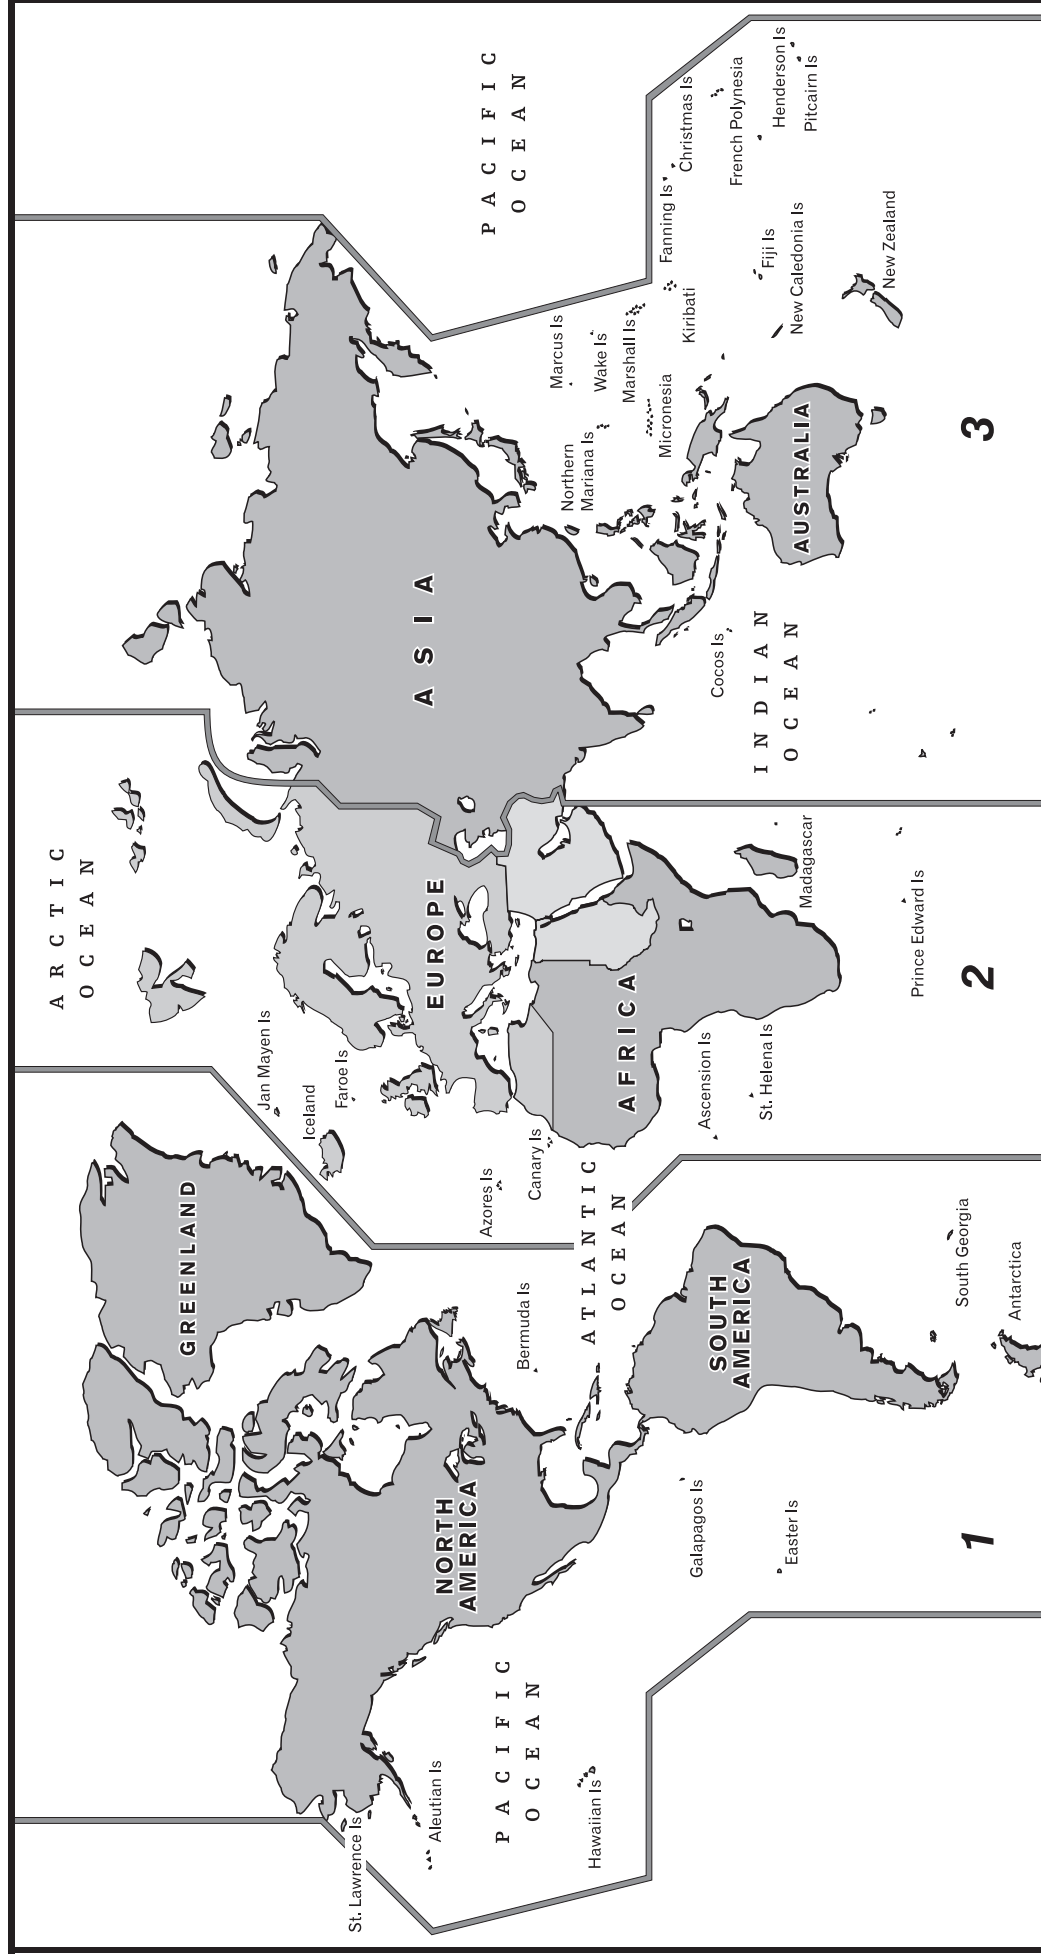 ARCTIC
OCEAN
PACIFIC
OCEAN
GREENLAND
Jan Mayen Is
Iceland
Faroe Is
St. Lawrence Is
Aleutian Is
NORTH
AMERICA
EUROPE
ASIA
PACIFIC
OCEAN
Azores Is
Bermuda Is
Canary Is
Marcus Is
Northern
Mariana Is
Wake Is
Hawaiian Is
ATLANTIC
OCEAN
AFRICA
Marshall Is
Micronesia
Fanning Is
Kiribati
Christmas Is
Galapagos Is
Ascension Is
SOUTH
AMERICA
Cocos Is
French Polynesia
INDIAN
OCEAN
St. Helena Is
Fiji Is
Henderson Is
Easter Is
Madagascar
AUSTRALIA
New Caledonia Is
Pitcairn Is
New Zealand
Prince Edward Is
South Georgia
1
2
3
Antarctica